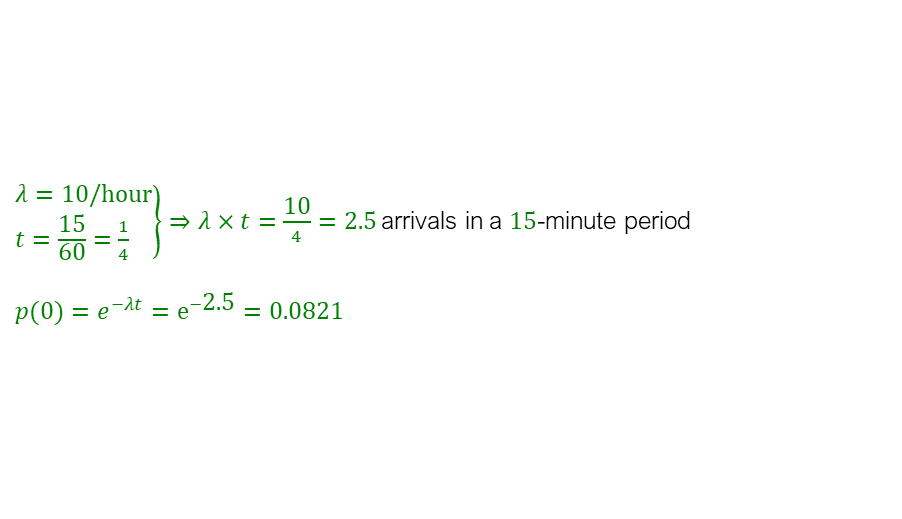 λ = 10/hour
t = 15/60 = 1/4 } ⇒ λ × t = 10/4 = 2.5 arrivals in a 15-minute period
p(0) = e^−λt = e^−2.5 = 0.0821